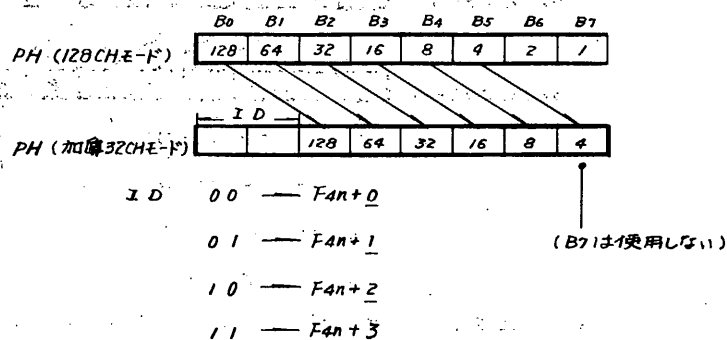 B0 B1 B2 B3 B4 B5 B6 B7
PH (128CHモード) 128 64 32 16 8 4 2 1
ID
PH (加算32CHモード) 128 64 32 16 8 4
ID 00 — F4n+0
01 — F4n+1
(B7は使用しない)
10 — F4n+2
11 — F4n+3